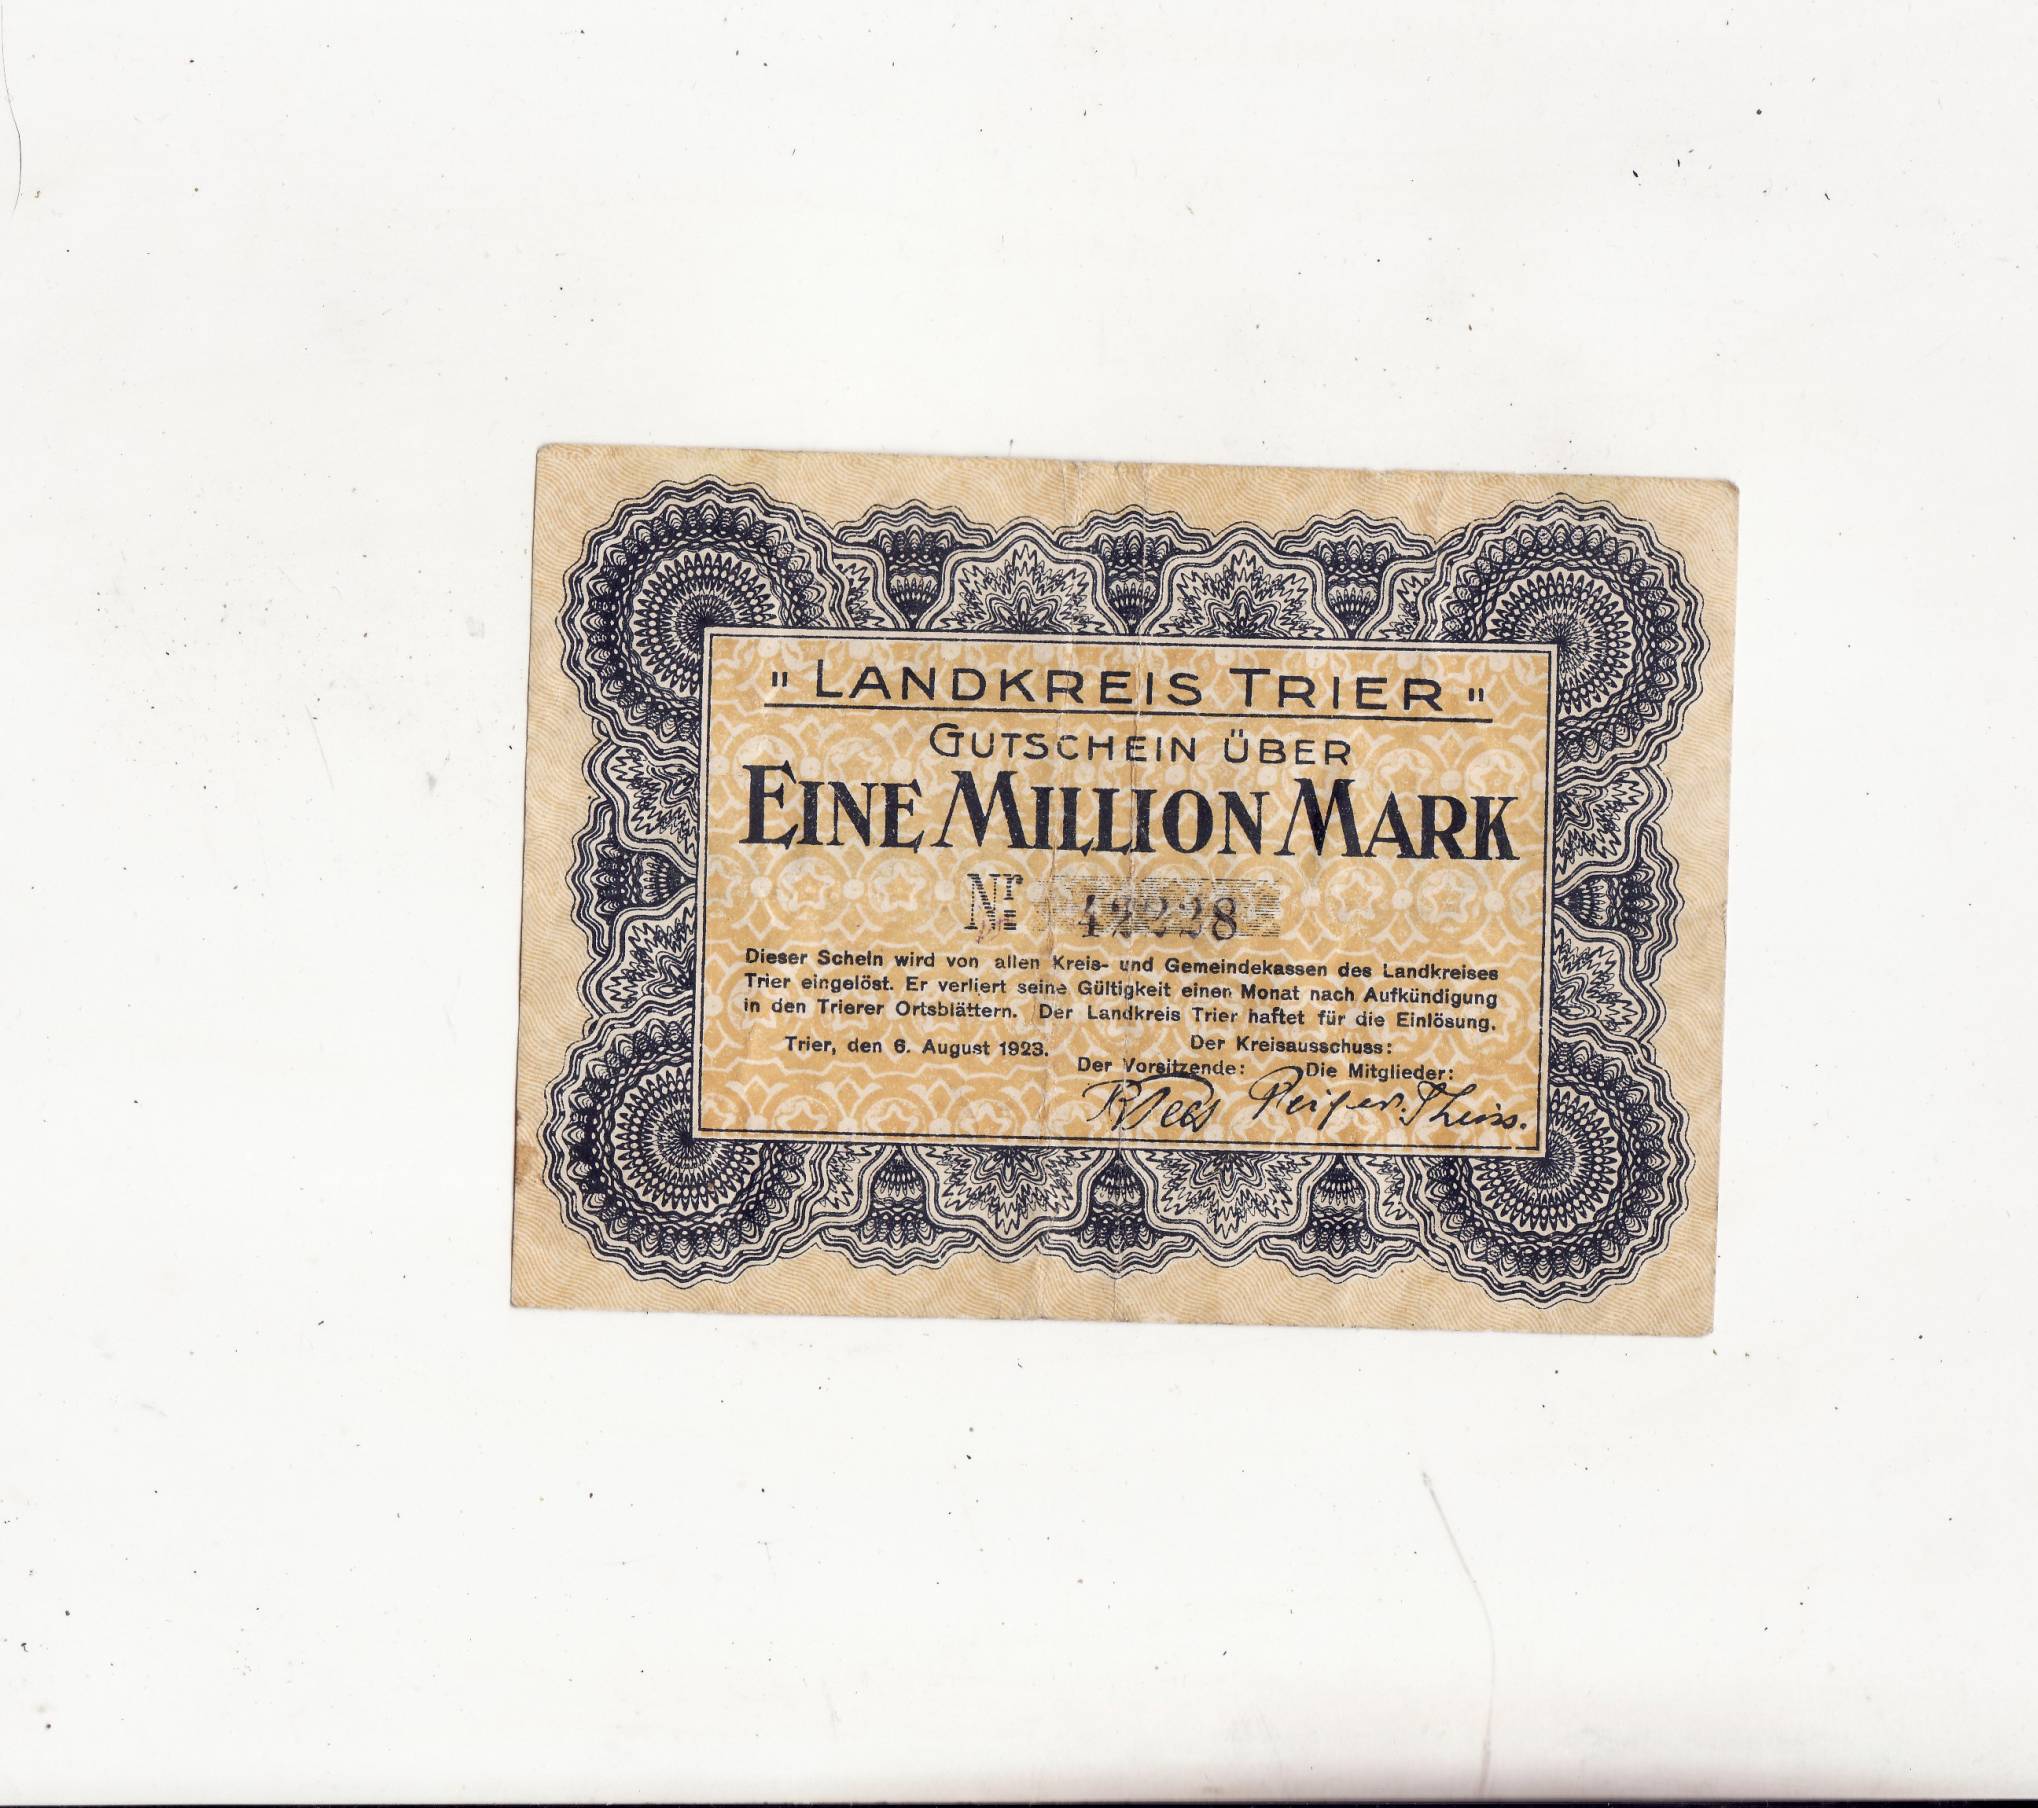 "LANDKREIS TRIER"
GUTSCHEIN ÜBER
EINE MILLION MARK
Nr 42228
Dieser Schein wird von allen Kreis- und Gemeindekassen des Landkreises
Trier eingelöst. Er verliert seine Gültigkeit einen Monat nach Aufkündigung
in den Trierer Ortsblättern. Der Landkreis Trier haftet für die Einlösung.
Trier, den 6. August 1923.
Der Kreisausschuss:
Der Vorsitzende: Die Mitglieder:
Theiss.